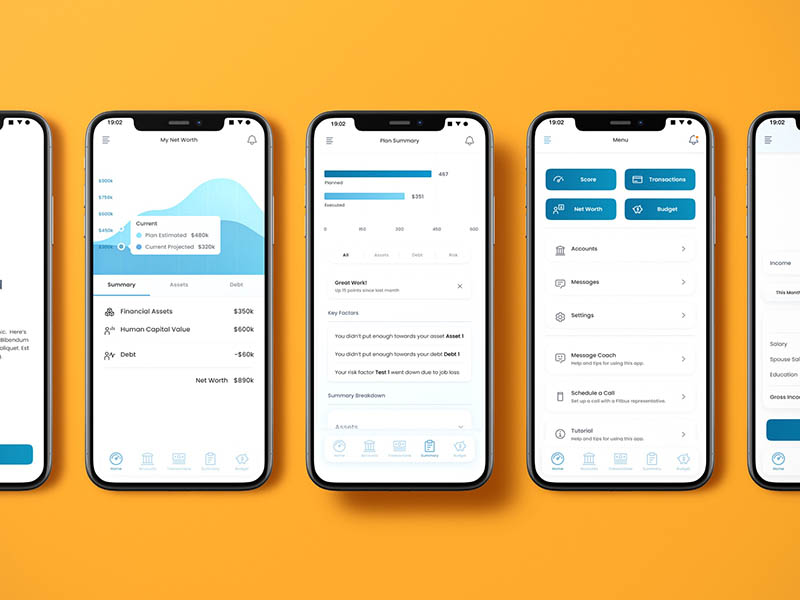 :.c. Here's
Bibendum
oliquet. Est
19:02
My Net Worth
$900k
$750k
$600k
$450k
$300k
Current
Plan Estimated $480k
Current Projected $320k
Summary Assets Debt
Financial Assets $350k
Human Capital Value $600k
Debt -$60k
Net Worth $890k
Home Accounts Transactions Summary Budget
19:02
Plan Summary
467
Planned
$351
Executed
0 150 300 450 600
All Assets Debt Risk
Great Work!
Up 15 points since last month
Key Factors
You didn't put enough towards your asset Asset 1
You didn't put enough towards your debt Debt 1
Your risk factor Test 1 went down due to job loss
Summary Breakdown
Assets
Home Accounts Transactions Summary Budget
19:02
Menu
Score Transactions
Net Worth Budget
Accounts
Messages
Settings
Message Coach
Help and tips for using this app.
Schedule a Call
Set up a call with a Fitbux representative.
Tutorial
Help and tips for using this app.
Home Accounts Transactions Summary Budget
19:02
Income
This Month
Salary
Spouse Sal
Education
Gross Inco
Home